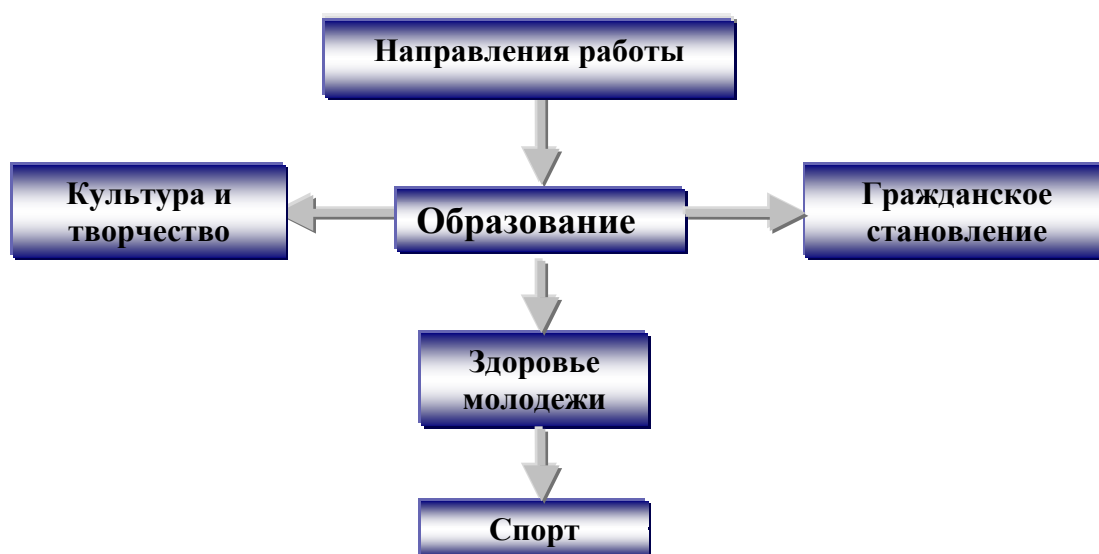 Направления работы
Культура и
творчество
Образование
Гражданское
становление
Здоровье
молодежи
Спорт